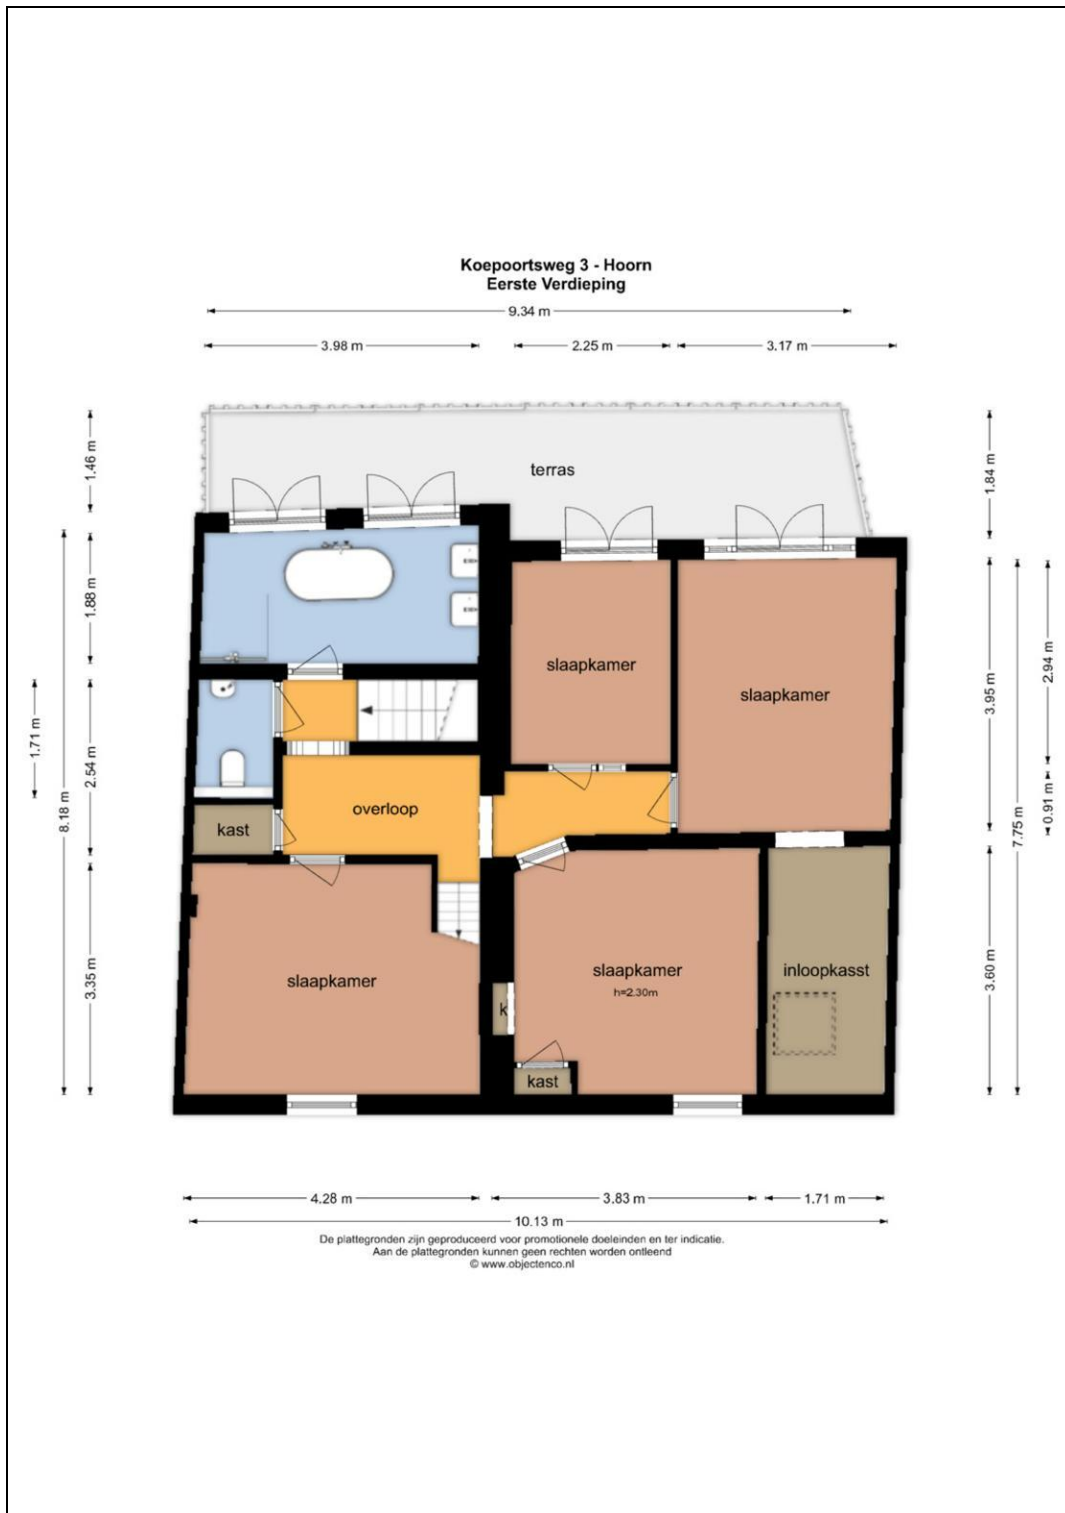 Koepoortsweg 3 - Hoorn
Eerste Verdieping
9.34 m
3.98 m
2.25 m
3.17 m
1.46 m
1.84 m
terras
1.88 m
slaapkamer
slaapkamer
2.94 m
3.95 m
1.71 m
2.54 m
8.18 m
0.91 m
7.75 m
overloop
kast
3.35 m
slaapkamer
slaapkamer
h=2.30m
inloopkasst
3.60 m
k
kast
4.28 m
3.83 m
1.71 m
10.13 m
De plattegronden zijn geproduceerd voor promotionele doeleinden en ter indicatie.
Aan de plattegronden kunnen geen rechten worden ontleend
© www.objectenco.nl